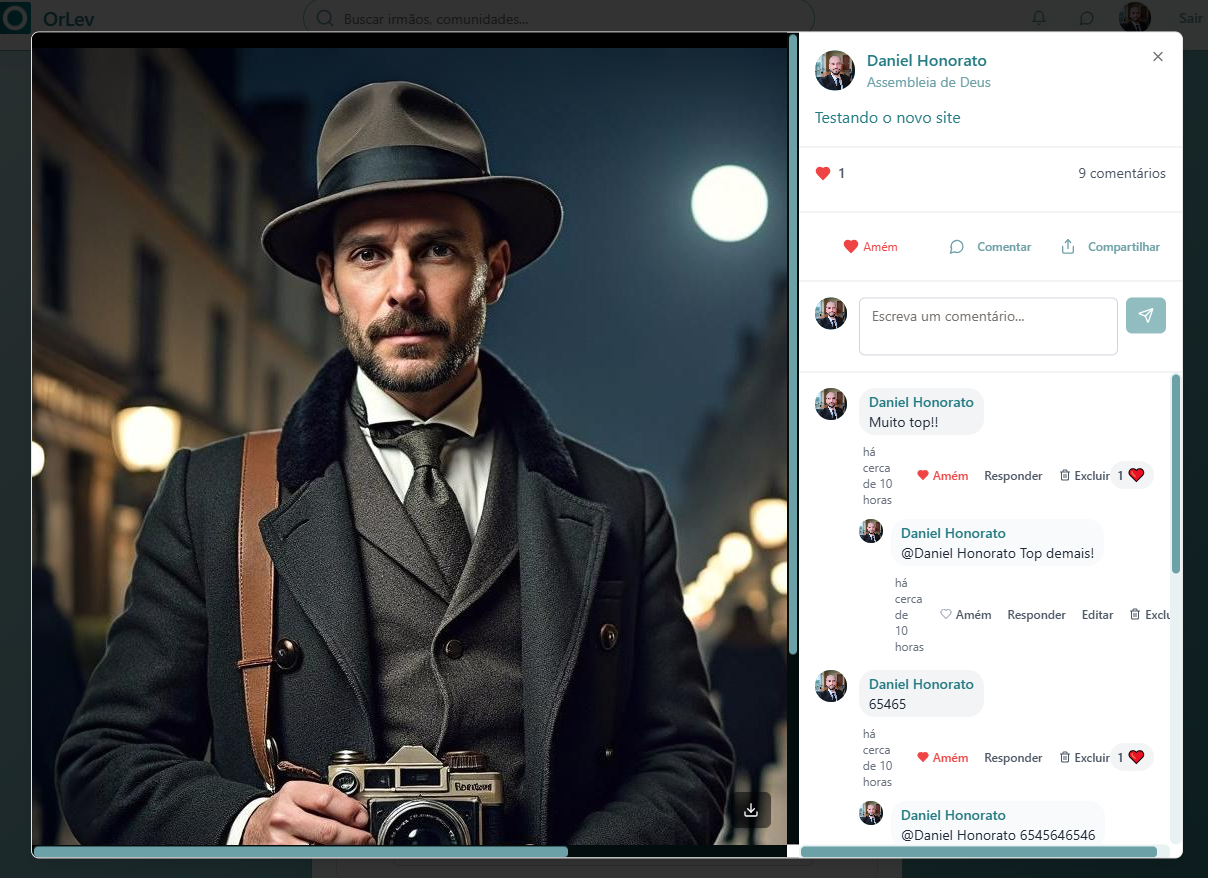 OrLev
Buscar irmãos, comunidades...
Sair
Daniel Honorato
Assembleia de Deus
Testando o novo site
1
9 comentários
Amém
Comentar
Compartilhar
Escreva um comentário...
Daniel Honorato
Muito top!!
há
cerca
de 10
horas
Amém
Responder
Excluir
1
Daniel Honorato
@Daniel Honorato Top demais!
há
cerca
de
10
horas
Amém
Responder
Editar
Exclu
Daniel Honorato
65465
há
cerca
de 10
horas
Amém
Responder
Excluir
1
Daniel Honorato
@Daniel Honorato 6545646546